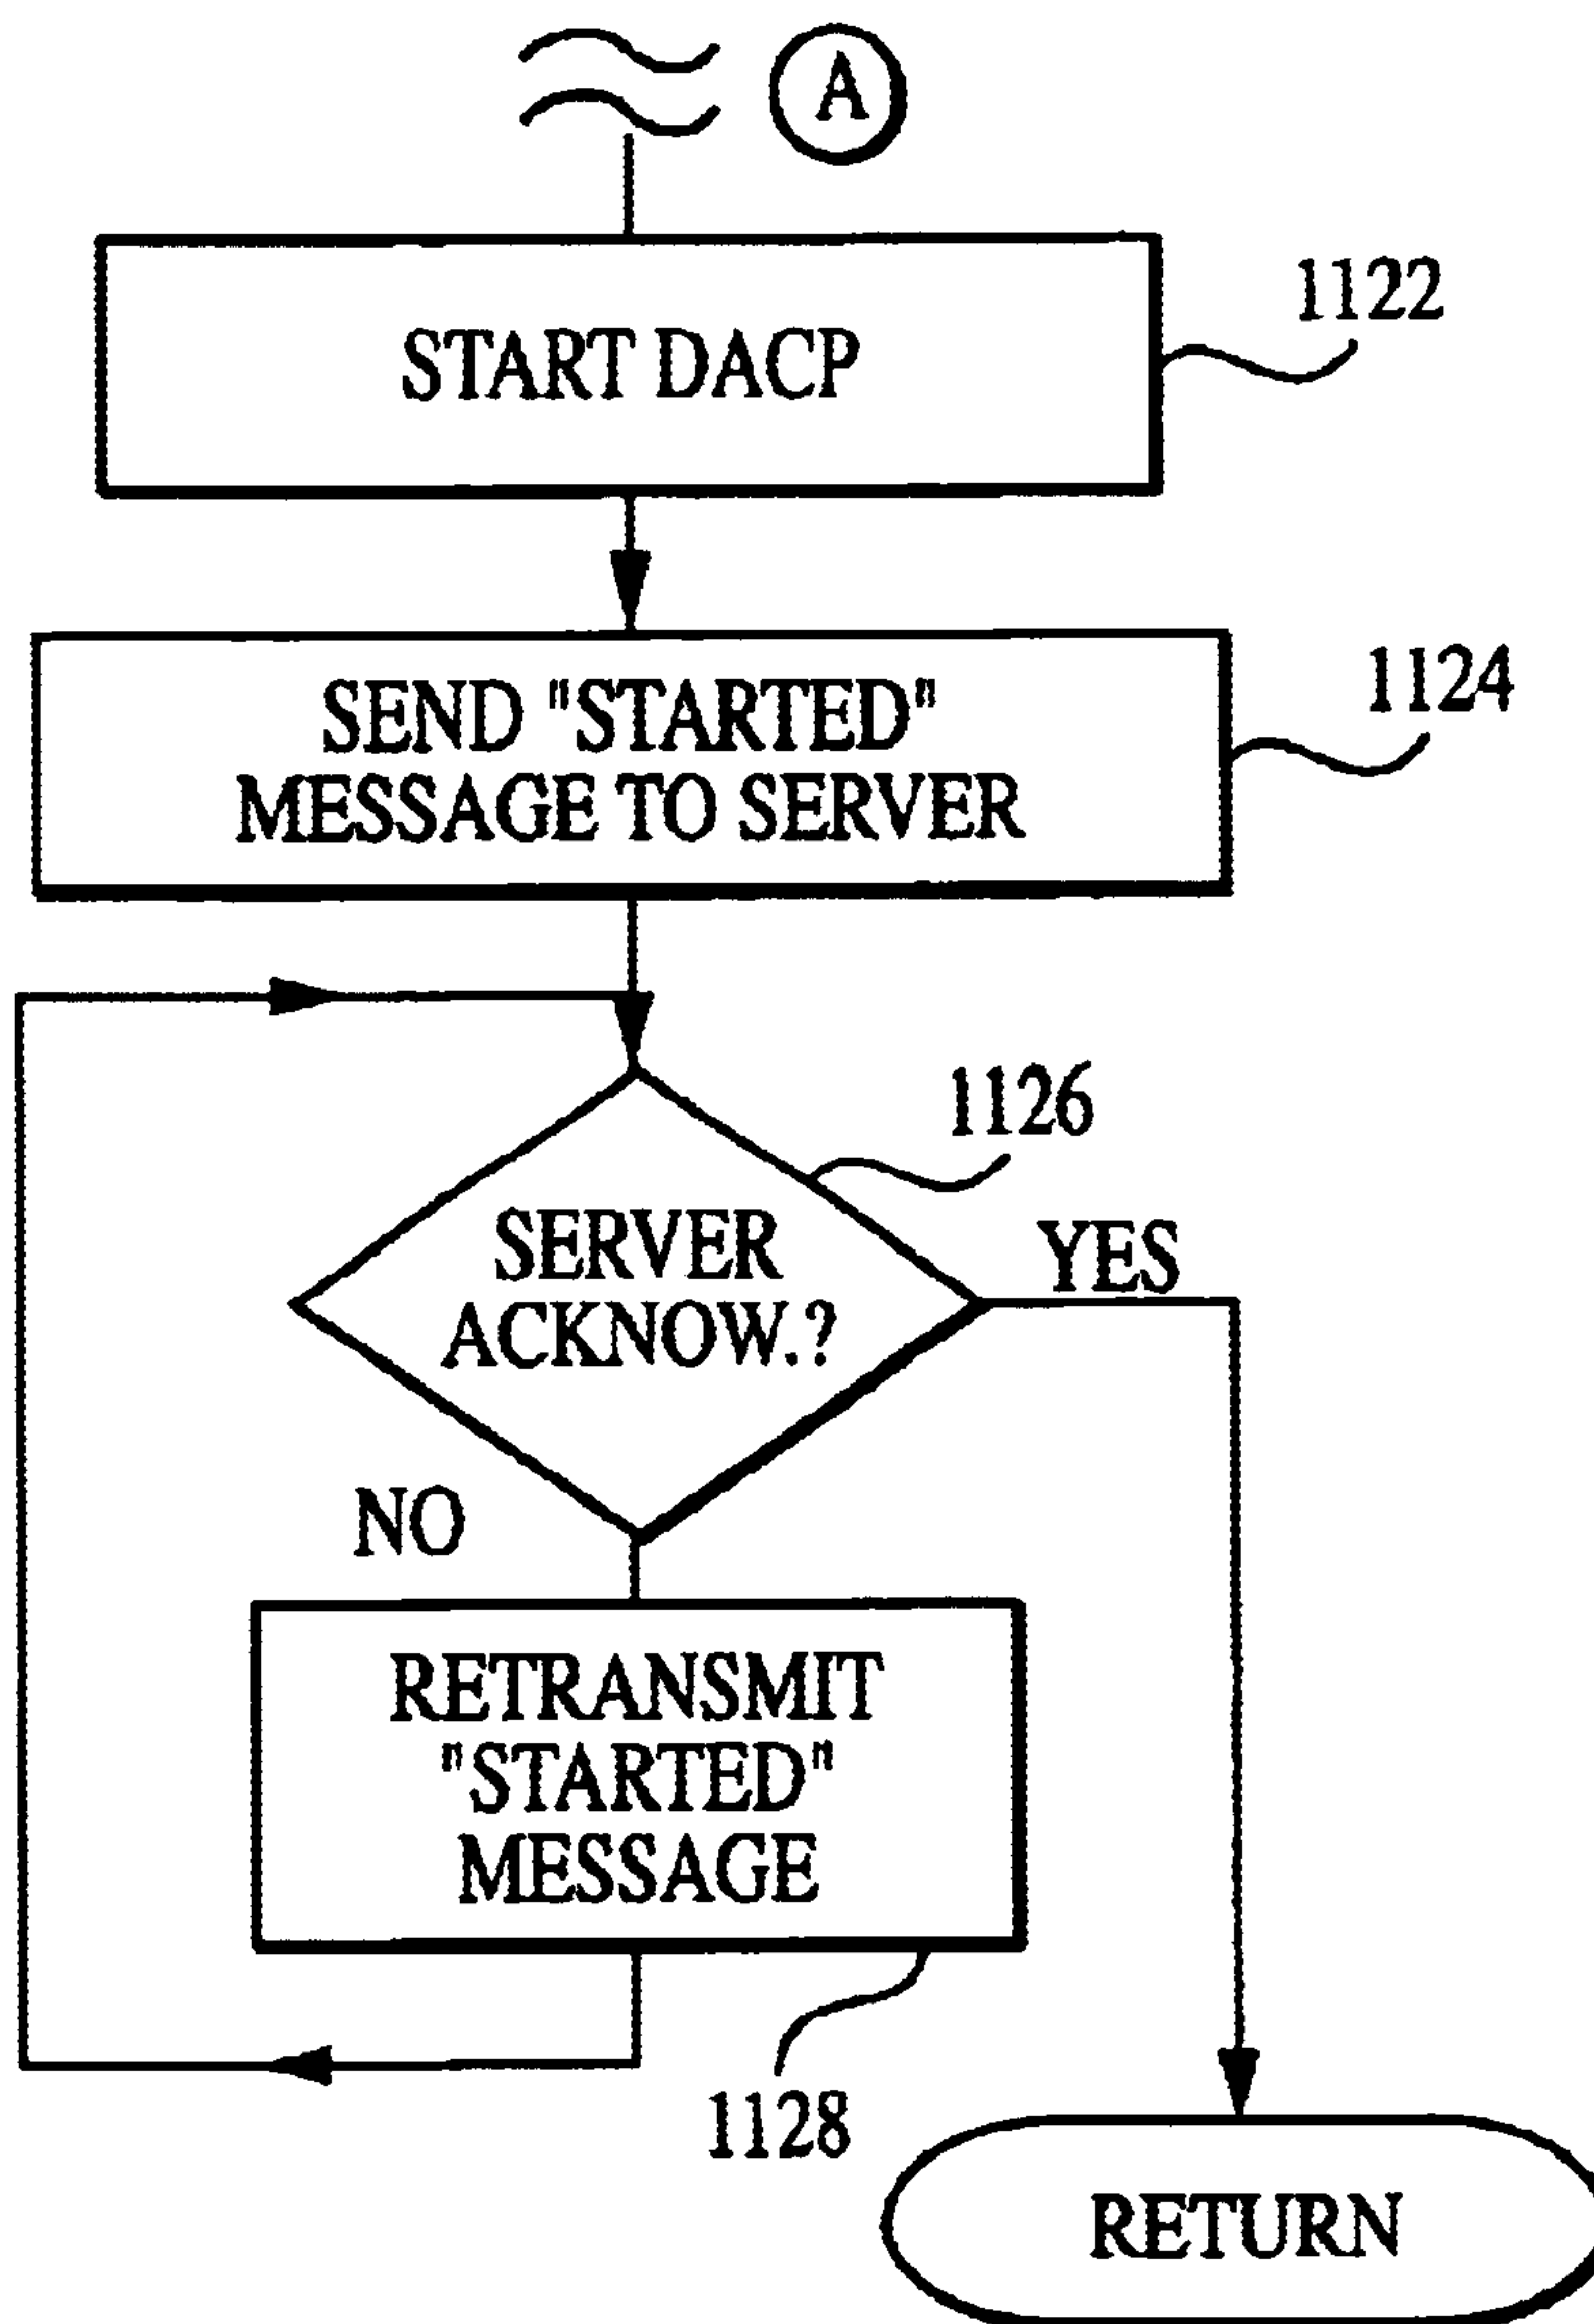 A
START DACP
1122
SEND "STARTED"
MESSAGE TO SERVER
1124
1126
SERVER
ACKNOW.?
YES
NO
RETRANSMIT
"STARTED"
MESSAGE
1128
RETURN